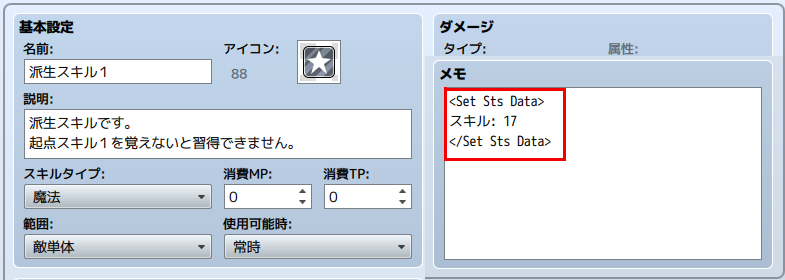 基本設定
名前:
アイコン:
派生スキル１
88
説明:
派生スキルです。
起点スキル１を覚えないと習得できません。
スキルタイプ:
消費MP:
消費TP:
魔法
0
0
範囲:
使用可能時:
敵単体
常時
ダメージ
タイプ:
属性:
メモ
<Set Sts Data>
スキル: 17
</Set Sts Data>